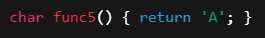 char func5() { return 'A'; }